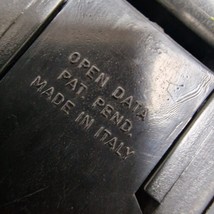 OPEN DATA
PAT. PEND.
MADE IN ITALY